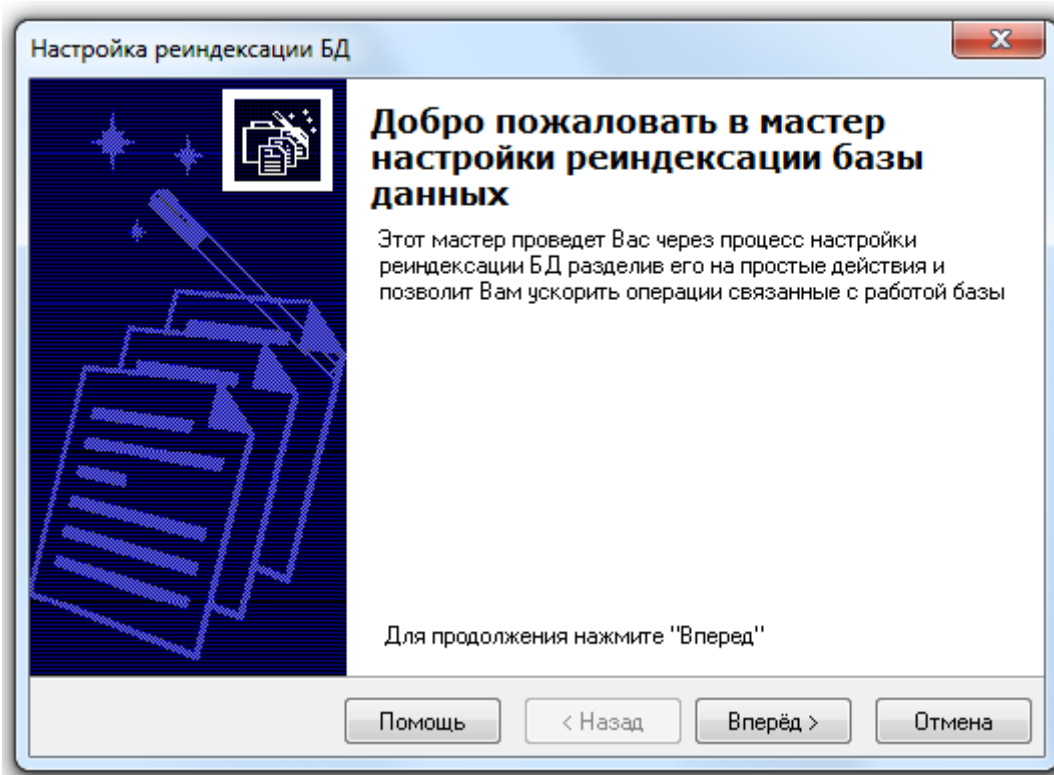 Настройка реиндексации БД
Добро пожаловать в мастер
настройки реиндексации базы
данных
Этот мастер проведет Вас через процесс настройки
реиндексации БД разделив его на простые действия и
позволит Вам ускорить операции связанные с работой базы
Для продолжения нажмите "Вперед"
Помощь
< Назад
Вперёд >
Отмена